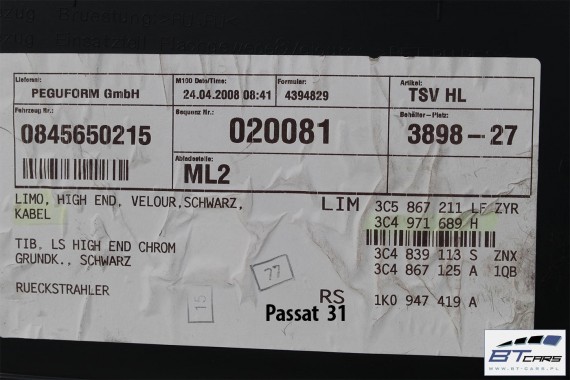 Lieferant:
PEGUFORM GmbH
M100 Date/Time:
24.04.2008 08:41
Formular:
4394829
Artikel:
TSV HL
Fahrzeug Nr.:
0845650215
Sequenz Nr.:
020081
Behälter-Platz:
3898-27
Abladestelle:
ML2
LIMO, HIGH END, VELOUR,SCHWARZ,
KABEL
LIM 3C5 867 211 LF ZYR
3C4 971 689 H
TIB, LS HIGH END CHROM
GRUNDK., SCHWARZ
3C4 839 113 S ZNX
3C4 867 125 A 1QB
RUECKSTRAHLER
RS 1K0 947 419 A
77
15
Passat 31
BTCARS
WWW.BT-CARS.PL